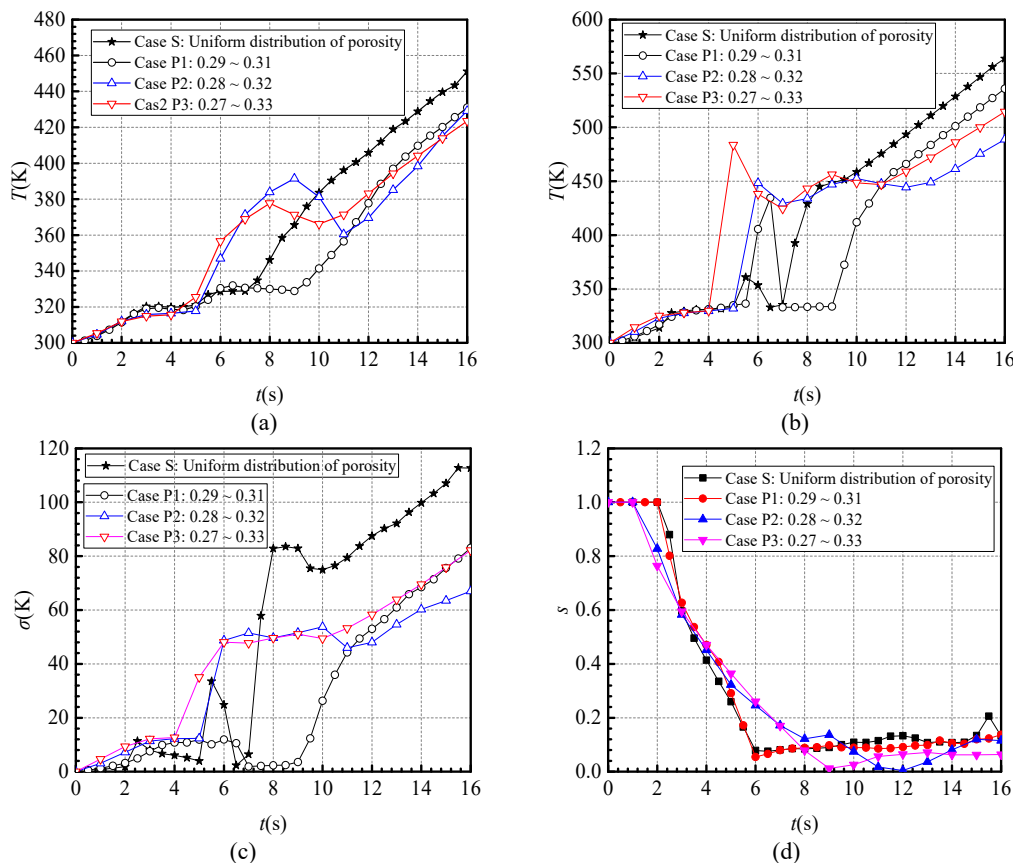 480
460
440
420
400
380
360
340
320
300
T(K)
Case S: Uniform distribution of porosity
Case P1: 0.29 ~ 0.31
Case P2: 0.28 ~ 0.32
Cas2 P3: 0.27 ~ 0.33
0 2 4 6 8 10 12 14 16
t(s)
(a)
600
550
500
450
400
350
300
T(K)
Case S: Uniform distribution of porosity
Case P1: 0.29 ~ 0.31
Case P2: 0.28 ~ 0.32
Case P3: 0.27 ~ 0.33
0 2 4 6 8 10 12 14 16
t(s)
(b)
120
100
80
60
40
20
0
σ(K)
Case S: Uniform distribution of porosity
Case P1: 0.29 ~ 0.31
Case P2: 0.28 ~ 0.32
Case P3: 0.27 ~ 0.33
0 2 4 6 8 10 12 14 16
t(s)
(c)
1.2
1.0
0.8
0.6
0.4
0.2
0.0
s
Case S: Uniform distribution of porosity
Case P1: 0.29 ~ 0.31
Case P2: 0.28 ~ 0.32
Case P3: 0.27 ~ 0.33
0 2 4 6 8 10 12 14 16
t(s)
(d)